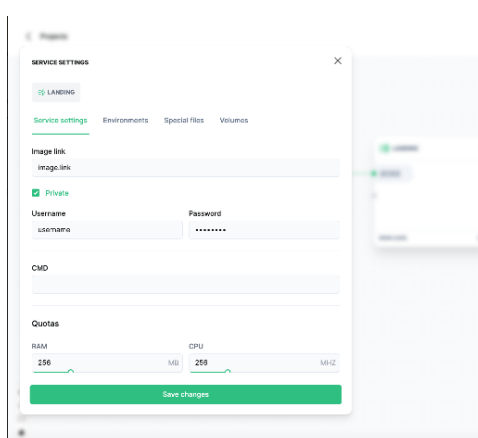 Projects
SERVICE SETTINGS
LANDING
Service settings Environments Special files Volumes
Image link
image.link
Private
Username Password
username ••••••••
CMD
Quotas
RAM CPU
256 MB 256 MHZ
Save changes